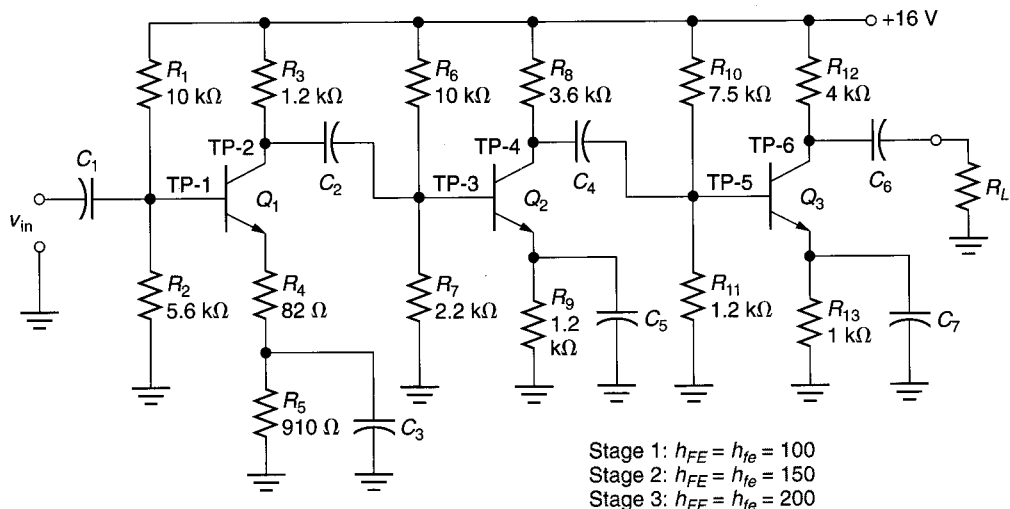 +16 V
R1
10 kΩ
R3
1.2 kΩ
R6
10 kΩ
R8
3.6 kΩ
R10
7.5 kΩ
R12
4 kΩ
C1
TP-1
TP-2
Q1
C2
TP-3
TP-4
Q2
C4
TP-5
TP-6
Q3
C6
RL
vin
R2
5.6 kΩ
R4
82 Ω
R5
910 Ω
C3
R7
2.2 kΩ
R9
1.2
kΩ
C5
R11
1.2 kΩ
R13
1 kΩ
C7
Stage 1: hFE = hfe = 100
Stage 2: hFE = hfe = 150
Stage 3: hFE = hfe = 200